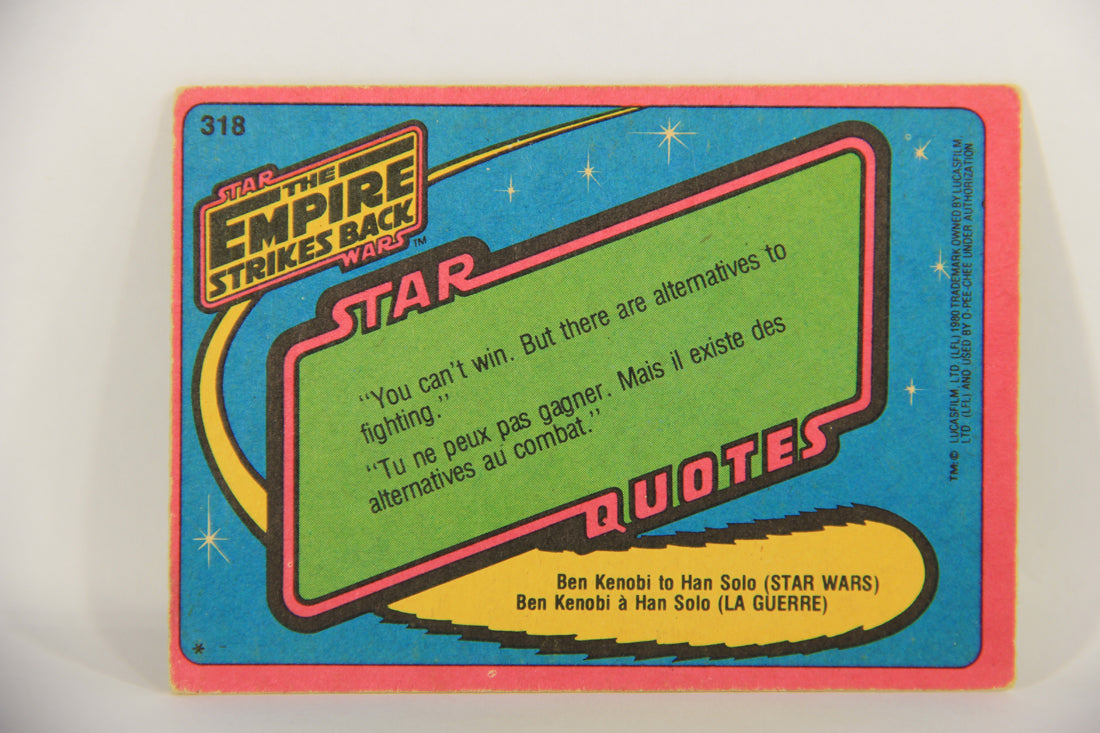 318
STAR
THE
EMPIRE
STRIKES BACK
WARS™
STAR
"You can't win. But there are alternatives to
fighting."
"Tu ne peux pas gagner. Mais il existe des
alternatives au combat."
QUOTES
Ben Kenobi to Han Solo (STAR WARS)
Ben Kenobi à Han Solo (LA GUERRE)
TM:© LUCASFILM, LTD. (LFL) 1980 TRADEMARK OWNED BY LUCASFILM,
LTD. (LFL) AND USED BY O-PEE-CHEE UNDER AUTHORIZATION
*